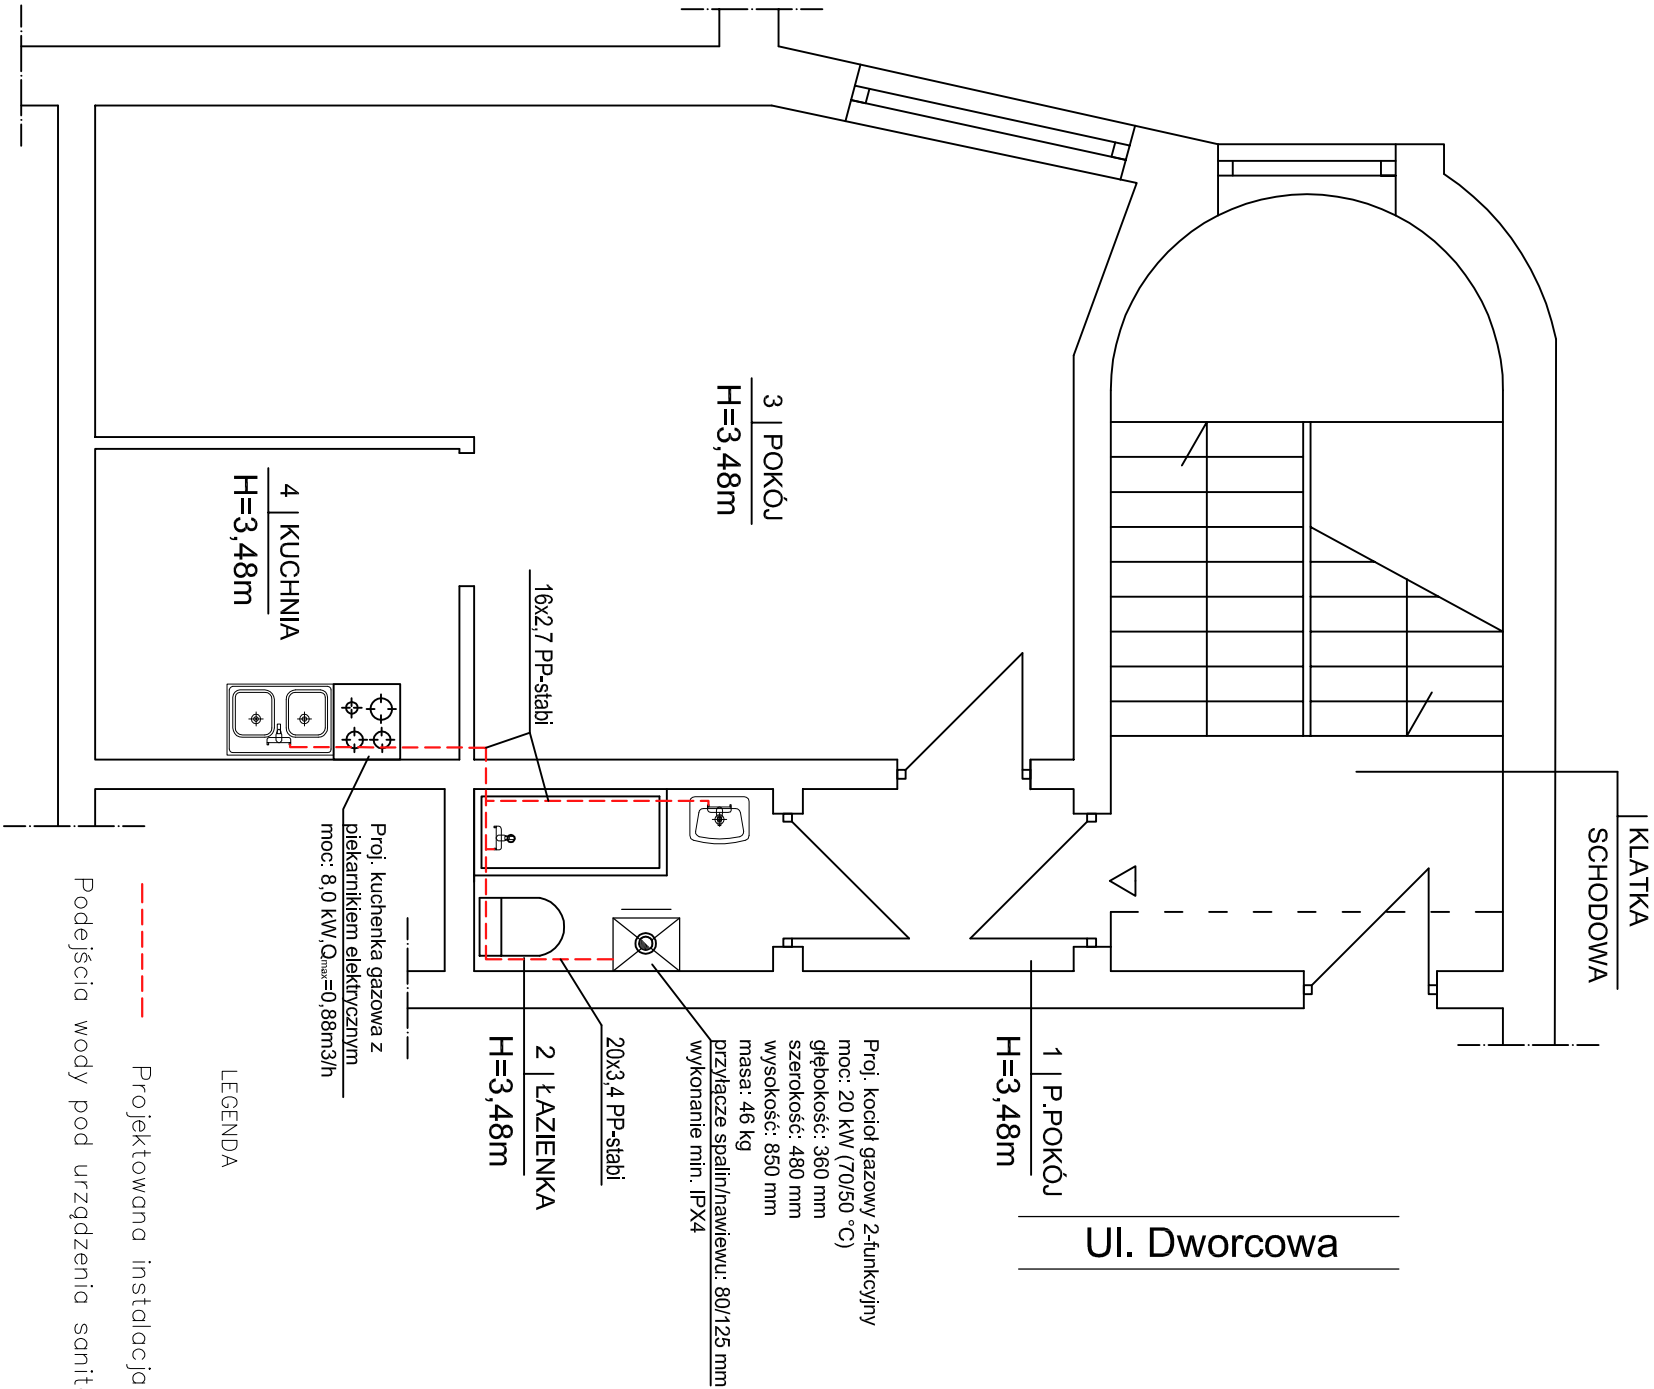 3 | POKÓJ
H=3,48m
4 | KUCHNIA
H=3,48m
16x2,7 PP-stabi
KLATKA
SCHODOWA
Proj. kuchenka gazowa z
piekarnikiem elektrycznym
moc: 8,0 kW,Qmax=0,88m3/h
1 | P.POKÓJ
H=3,48m
Proj. kocioł gazowy 2-funkcyjny
moc: 20 kW (70/50 °C)
głębokość: 360 mm
szerokość: 480 mm
wysokość: 850 mm
masa: 46 kg
przyłącze spalin/nawiewu: 80/125 mm
wykonanie min. IPX4
20x3,4 PP-stabi
2 | ŁAZIENKA
H=3,48m
Ul. Dworcowa
LEGENDA
Projektowana instalacja
Podejścia wody pod urządzenia sanit